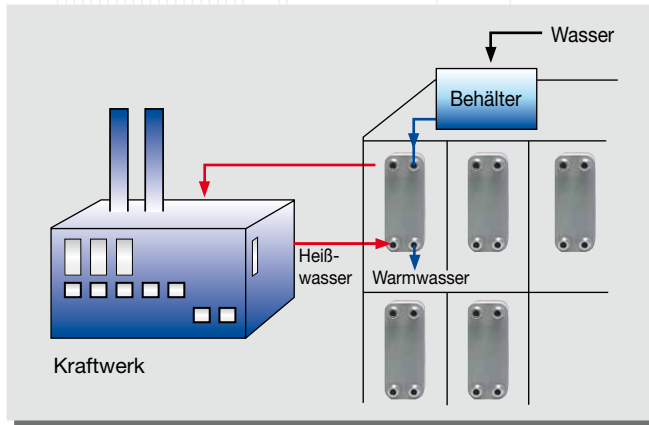 Wasser
Behälter
Heiß-
wasser
Warmwasser
Kraftwerk